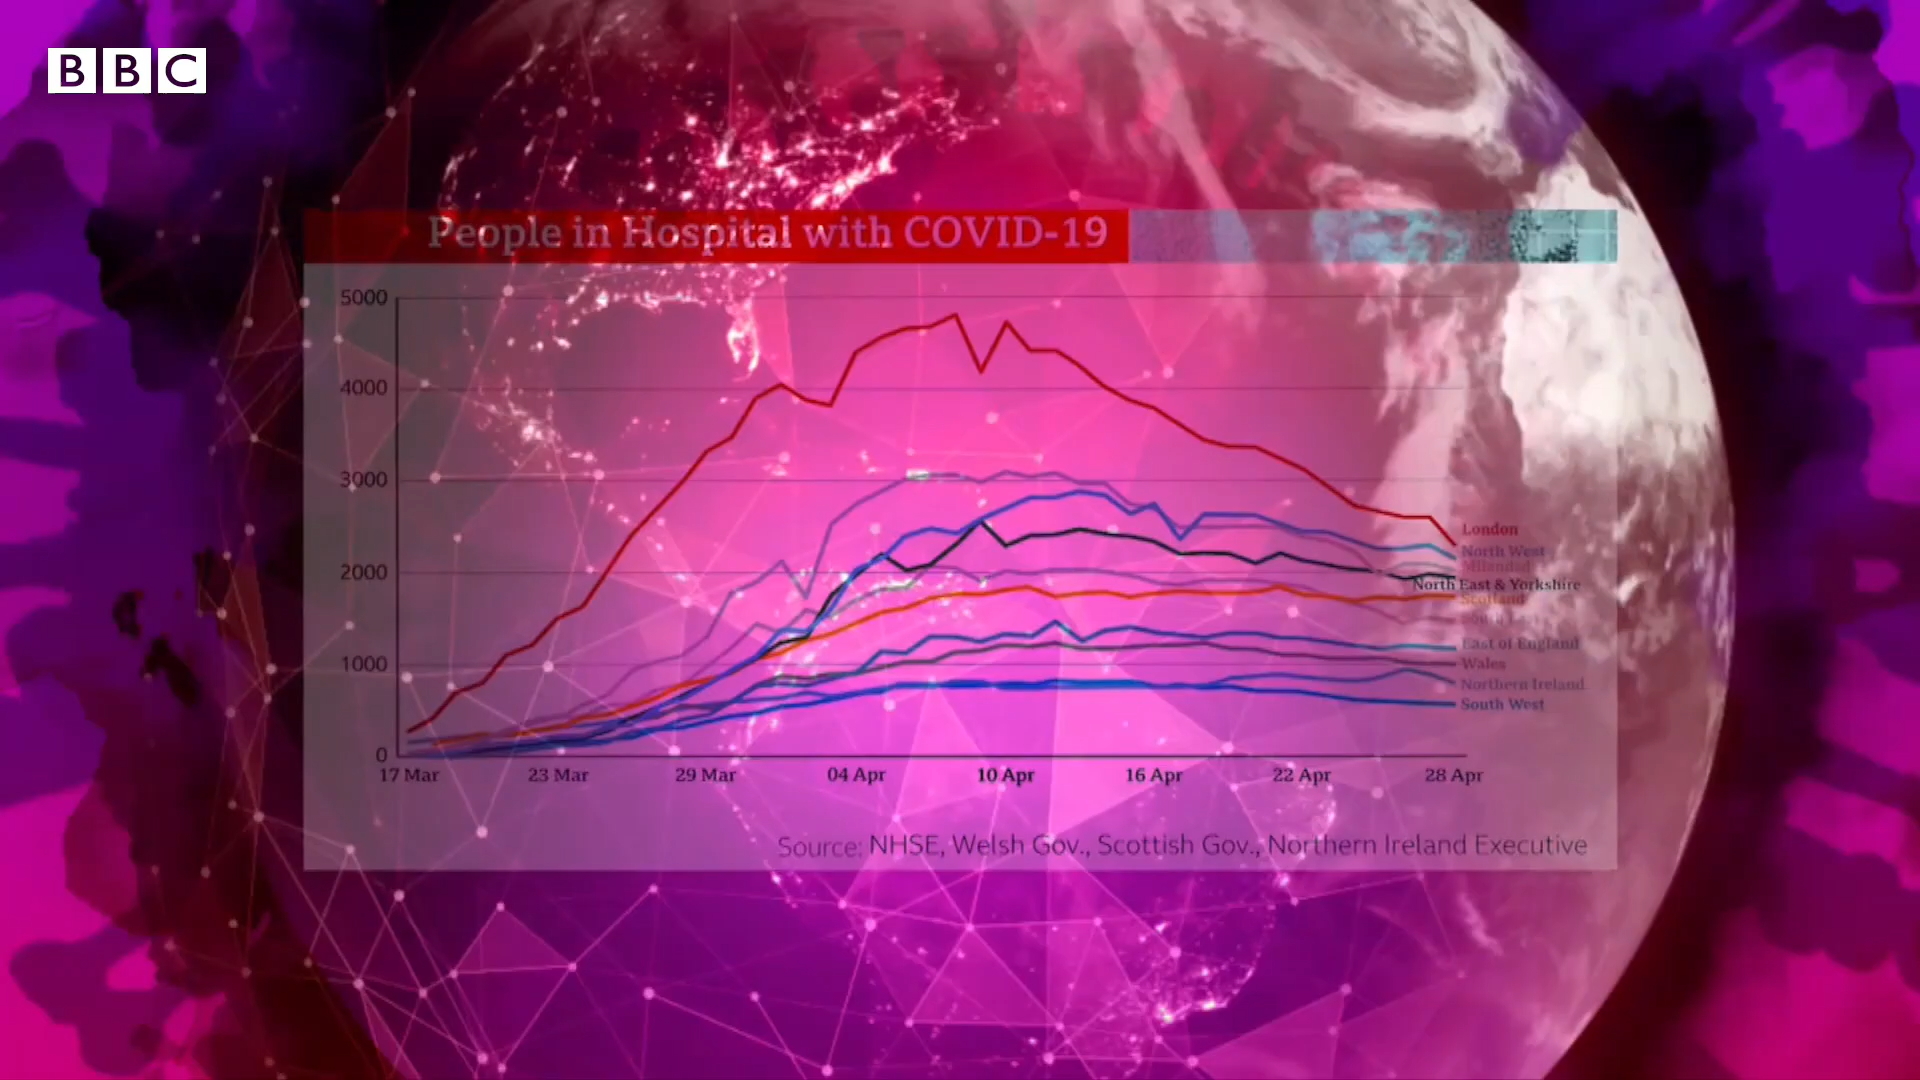 BBC
People in Hospital with COVID-19
5000
4000
3000
2000
1000
0
London
North West
Midlands
North East & Yorkshire
Scotland
East of England
Wales
Northern Ireland
South West
17 Mar 23 Mar 29 Mar 04 Apr 10 Apr 16 Apr 22 Apr 28 Apr
Source: NHSE, Welsh Gov., Scottish Gov., Northern Ireland Executive